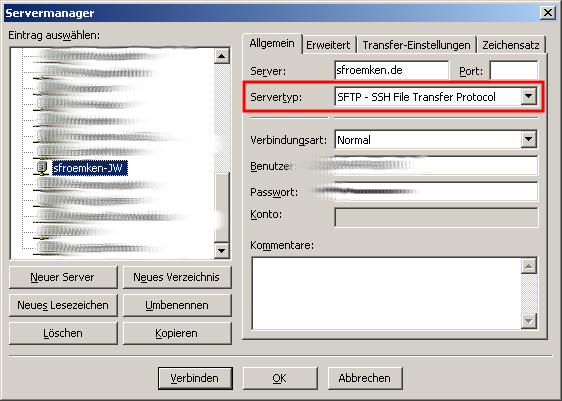 Servermanager
Eintrag auswählen:
sfroemken-JW
Neuer Server
Neues Verzeichnis
Neues Lesezeichen
Umbenennen
Löschen
Kopieren
Allgemein
Erweitert
Transfer-Einstellungen
Zeichensatz
Server:
sfroemken.de
Port:
Servertyp:
SFTP - SSH File Transfer Protocol
Verbindungsart:
Normal
Benutzer
Passwort:
Konto:
Kommentare:
Verbinden
OK
Abbrechen